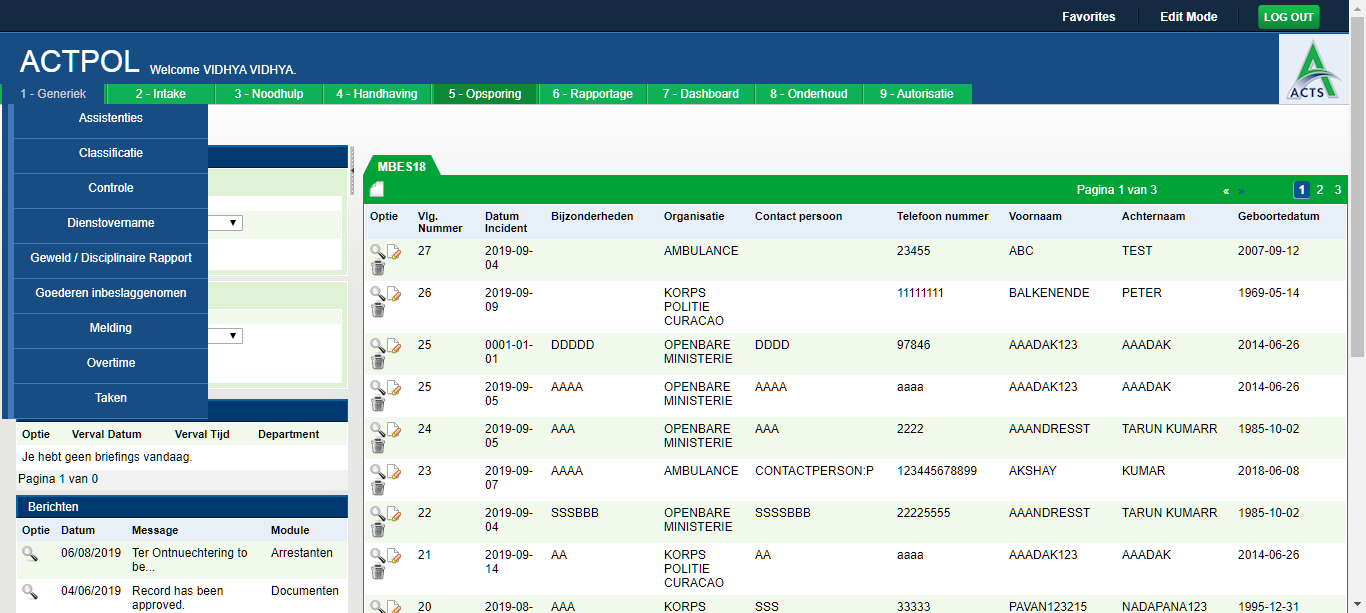 Favorites Edit Mode LOG OUT
ACTPOL Welcome VIDHYA VIDHYA.
ACTS
1 - Generiek 2 - Intake 3 - Noodhulp 4 - Handhaving 5 - Opsporing 6 - Rapportage 7 - Dashboard 8 - Onderhoud 9 - Autorisatie
Assistenties
Classificatie
Controle
Dienstovername
Geweld / Disciplinaire Rapport
Goederen inbeslaggenomen
Melding
Overtime
Taken
Optie Verval Datum Verval Tijd Department
Je hebt geen briefings vandaag.
Pagina 1 van 0
Berichten
Optie Datum Message Module
06/08/2019 Ter Ontnuechtering to Arrestanten
be...
04/06/2019 Record has been Documenten
approved.
MBES18
Pagina 1 van 3 « » 1 2 3
Optie Vlg. Datum Bijzonderheden Organisatie Contact persoon Telefoon nummer Voornaam Achternaam Geboortedatum
Nummer Incident
27 2019-09- AMBULANCE 23455 ABC TEST 2007-09-12
04
26 2019-09- KORPS 11111111 BALKENENDE PETER 1969-05-14
09 POLITIE
CURACAO
25 0001-01- DDDDD OPENBARE DDDD 97846 AAADAK123 AAADAK 2014-06-26
01 MINISTERIE
25 2019-09- AAAA OPENBARE AAAA aaaa AAADAK123 AAADAK 2014-06-26
05 MINISTERIE
24 2019-09- AAA OPENBARE AAA 2222 AAANDRESST TARUN KUMARR 1985-10-02
05 MINISTERIE
23 2019-09- AAAA AMBULANCE CONTACTPERSON:P 123445678899 AKSHAY KUMAR 2018-06-08
07
22 2019-09- SSSBBB OPENBARE SSSSBBB 22225555 AAANDRESST TARUN KUMARR 1985-10-02
04 MINISTERIE
21 2019-09- AA KORPS AA aaaa AAADAK123 AAADAK 2014-06-26
14 POLITIE
CURACAO
20 2019-08- AAA KORPS SSS 33333 PAVAN123215 NADAPANA123 1995-12-31